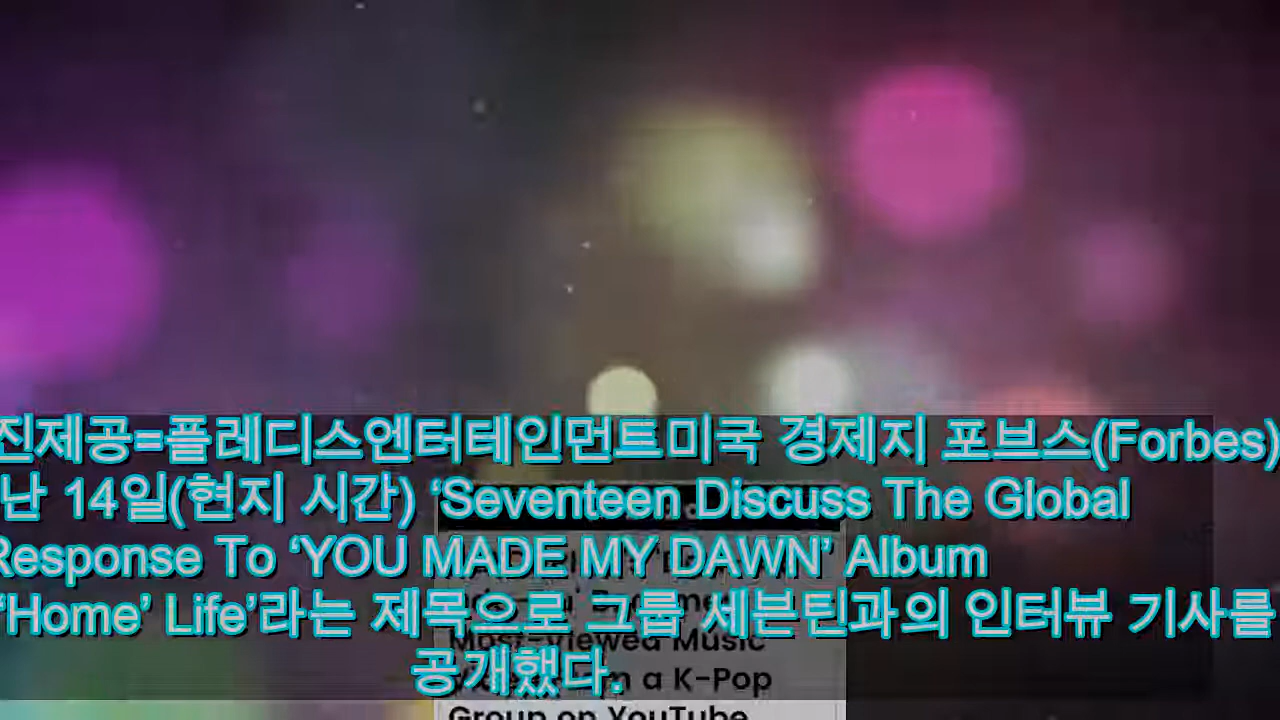 진제공=플레디스엔터테인먼트미국 경제지 포브스(Forbes)
난 14일(현지 시간) ‘Seventeen Discuss The Global
Response To ‘YOU MADE MY DAWN’ Album
‘Home’ Life’라는 제목으로 그룹 세븐틴과의 인터뷰 기사를
공개했다.
Most-Viewed Music
a K-Pop
Group on YouTube